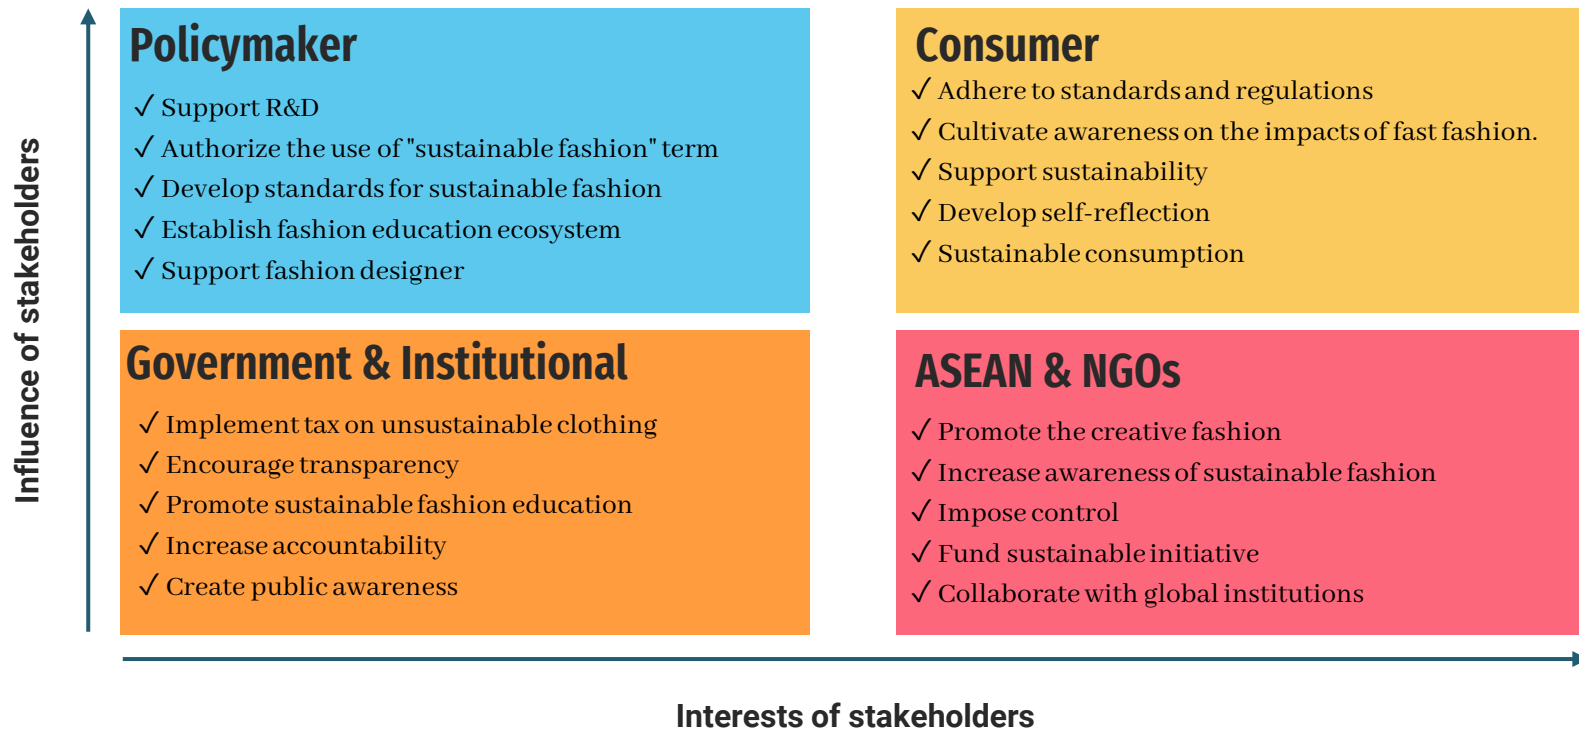 Influence of stakeholders
Policymaker
✓ Support R&D
✓ Authorize the use of "sustainable fashion" term
✓ Develop standards for sustainable fashion
✓ Establish fashion education ecosystem
✓ Support fashion designer
Consumer
✓ Adhere to standards and regulations
✓ Cultivate awareness on the impacts of fast fashion.
✓ Support sustainability
✓ Develop self-reflection
✓ Sustainable consumption
Government & Institutional
✓ Implement tax on unsustainable clothing
✓ Encourage transparency
✓ Promote sustainable fashion education
✓ Increase accountability
✓ Create public awareness
ASEAN & NGOs
✓ Promote the creative fashion
✓ Increase awareness of sustainable fashion
✓ Impose control
✓ Fund sustainable initiative
✓ Collaborate with global institutions
Interests of stakeholders